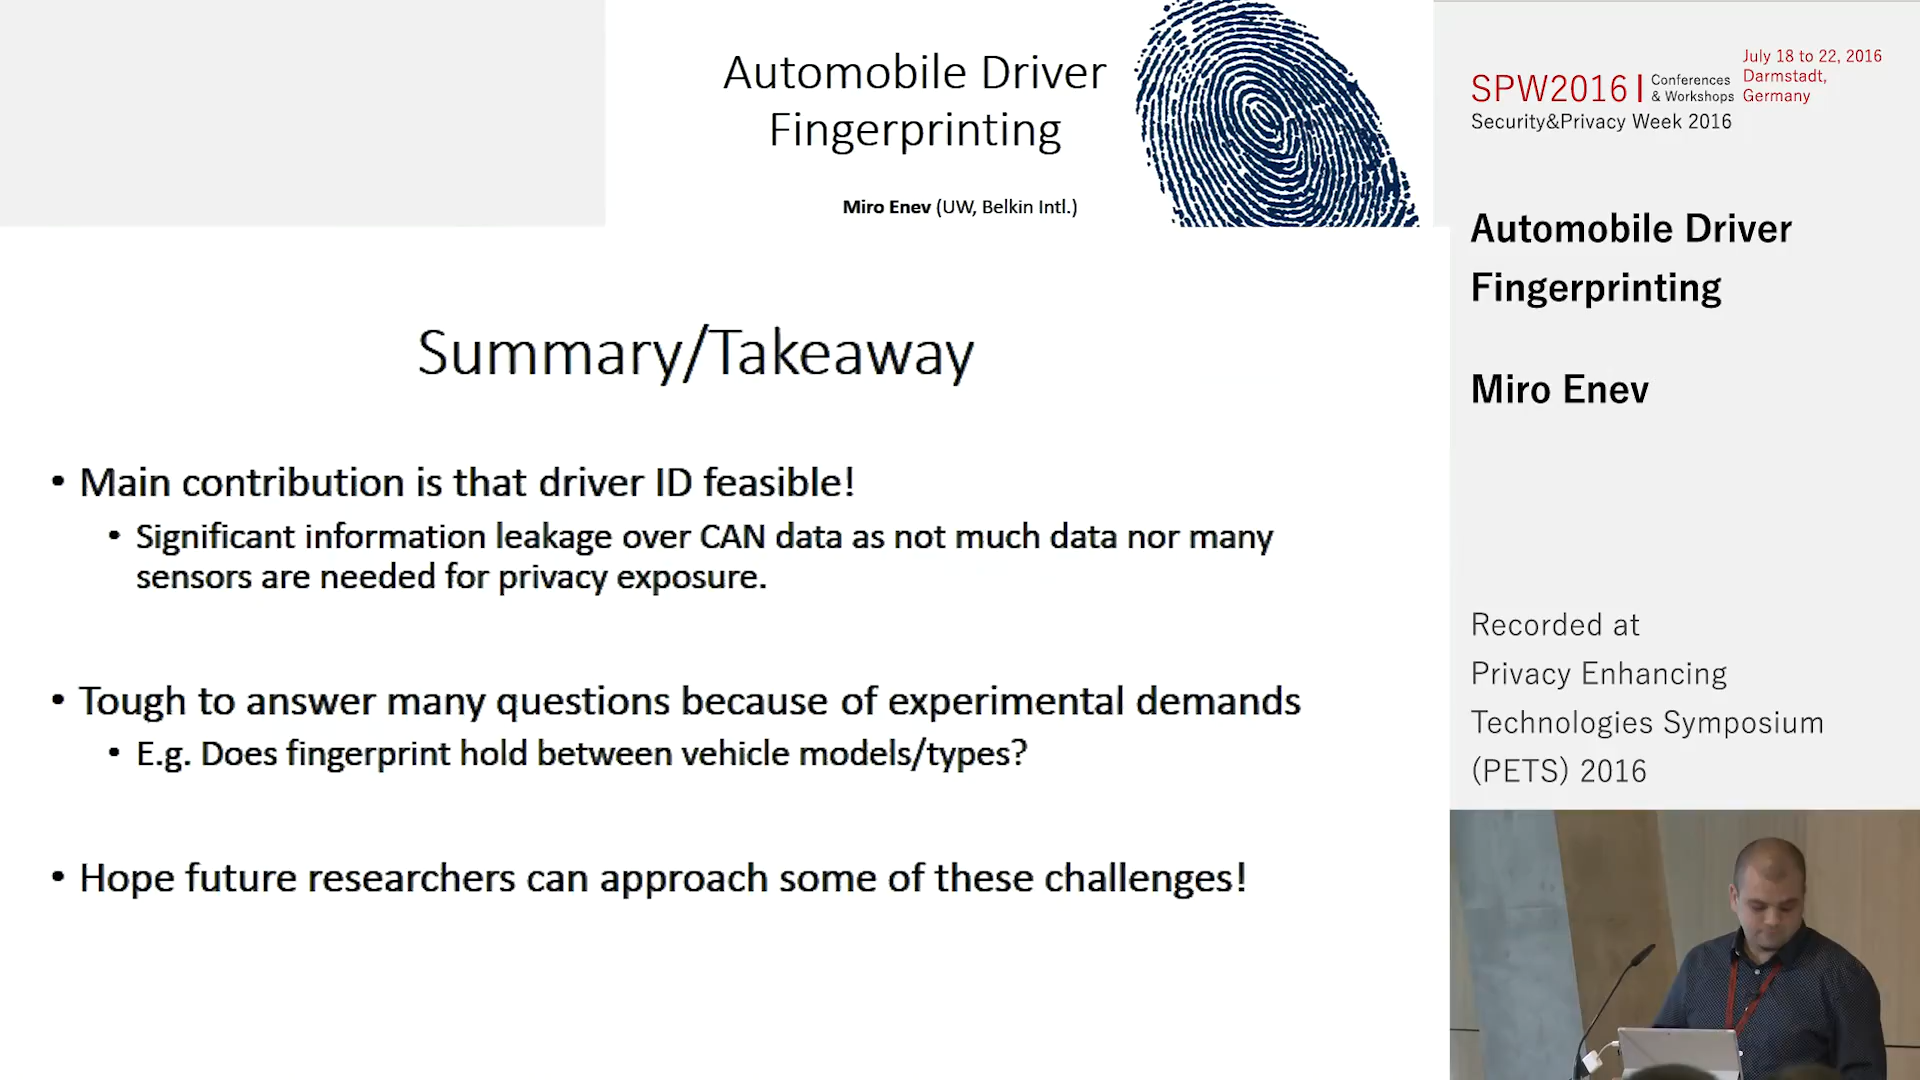 Automobile Driver
Fingerprinting
Miro Enev (UW, Belkin Intl.)
Summary/Takeaway
• Main contribution is that driver ID feasible!
• Significant information leakage over CAN data as not much data nor many
sensors are needed for privacy exposure.
• Tough to answer many questions because of experimental demands
• E.g. Does fingerprint hold between vehicle models/types?
• Hope future researchers can approach some of these challenges!
SPW2016 | Conferences
& Workshops
July 18 to 22, 2016
Darmstadt,
Germany
Security&Privacy Week 2016
Automobile Driver
Fingerprinting
Miro Enev
Recorded at
Privacy Enhancing
Technologies Symposium
(PETS) 2016